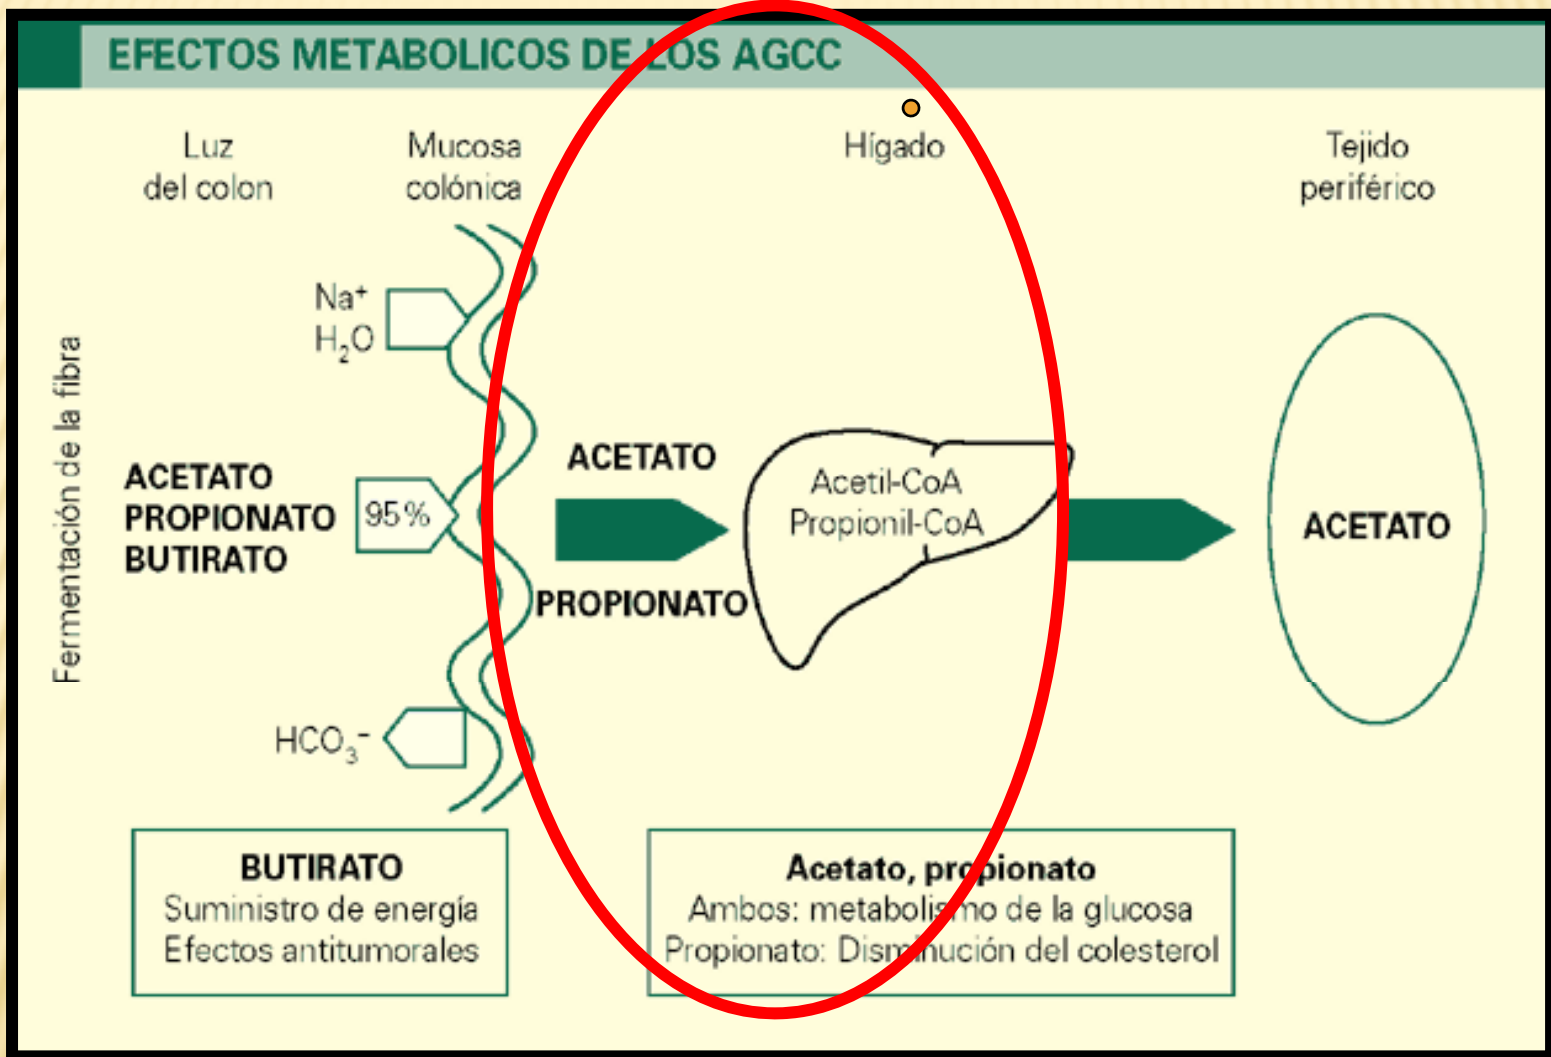 EFECTOS METABOLICOS DE LOS AGCC
Luz
del colon
Mucosa
colónica
Hígado
Tejido
periférico
Fermentación de la fibra
Na⁺
H₂O
ACETATO
PROPIONATO
BUTIRATO
95%
HCO₃⁻
ACETATO
PROPIONATO
Acetil-CoA
Propionil-CoA
ACETATO
BUTIRATO
Suministro de energía
Efectos antitumorales
Acetato, propionato
Ambos: metabolismo de la glucosa
Propionato: Disminución del colesterol